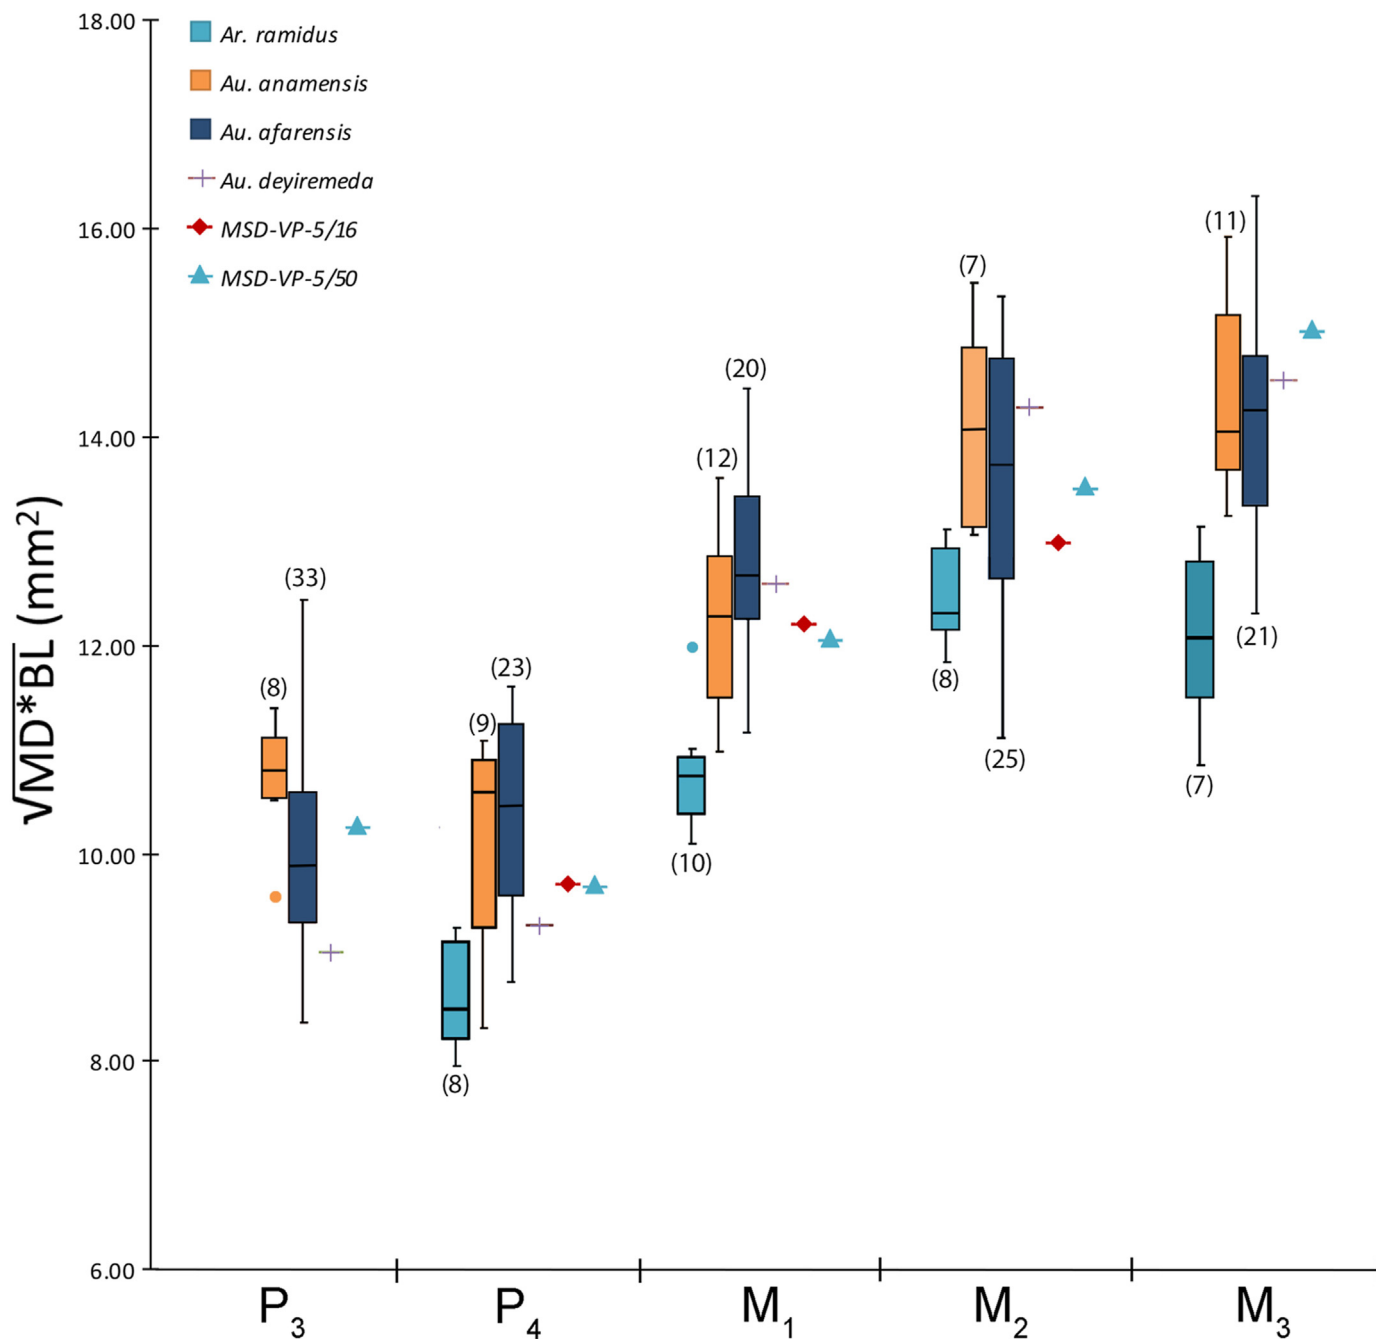 18.00
16.00
14.00
12.00
10.00
8.00
6.00
√MD*BL (mm²)
Ar. ramidus
Au. anamensis
Au. afarensis
Au. deyiremeda
MSD-VP-5/16
MSD-VP-5/50
(8)
(33)
(8)
(9)
(23)
(10)
(12)
(20)
(8)
(7)
(25)
(7)
(11)
(21)
P₃
P₄
M₁
M₂
M₃